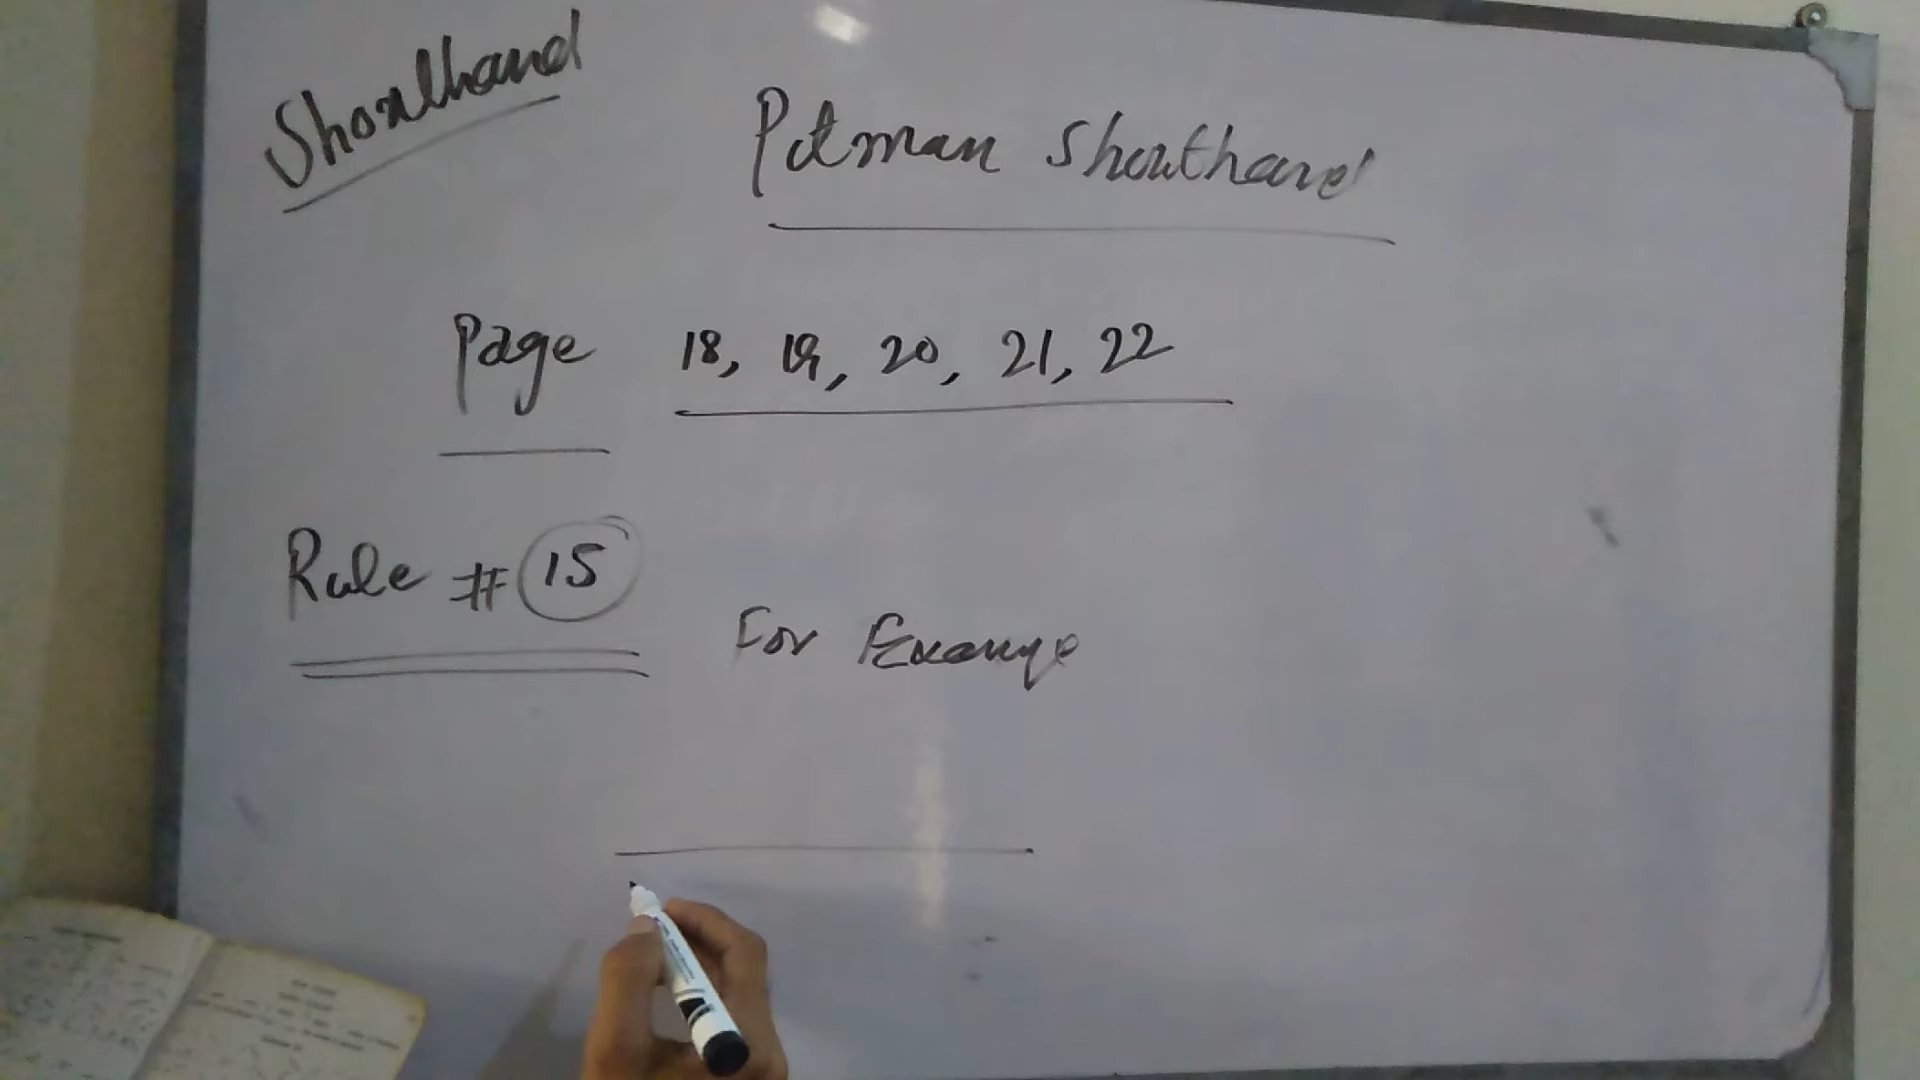 Shorthand
Pitman Shorthand
Page 18, 19, 20, 21, 22
Rule # 15
For Example